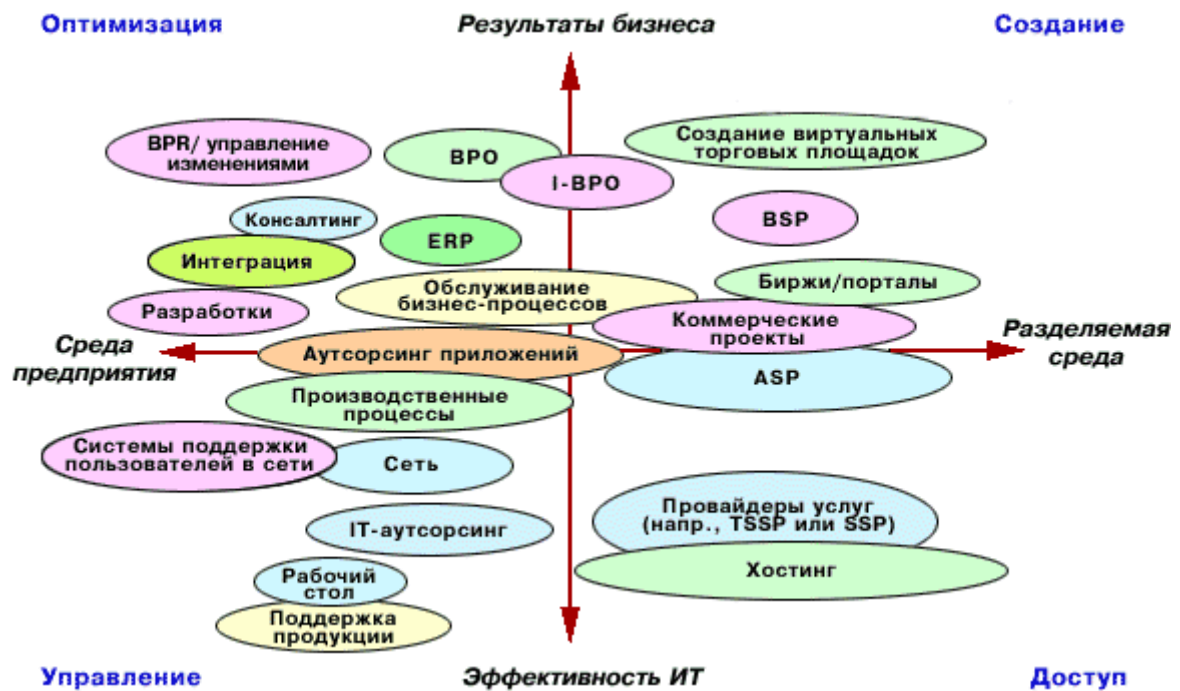 Оптимизация
Результаты бизнеса
Создание
BPR/ управление
изменениями
BPO
I-BPO
Создание виртуальных
торговых площадок
Консалтинг
ERP
BSP
Интеграция
Обслуживание
бизнес-процессов
Биржи/порталы
Разработки
Коммерческие
проекты
Среда
предприятия
Аутсорсинг приложений
Разделяемая
среда
ASP
Производственные
процессы
Системы поддержки
пользователей в сети
Сеть
IT-аутсорсинг
Провайдеры услуг
(напр., TSSP или SSP)
Рабочий
стол
Хостинг
Поддержка
продукции
Управление
Эффективность ИТ
Доступ